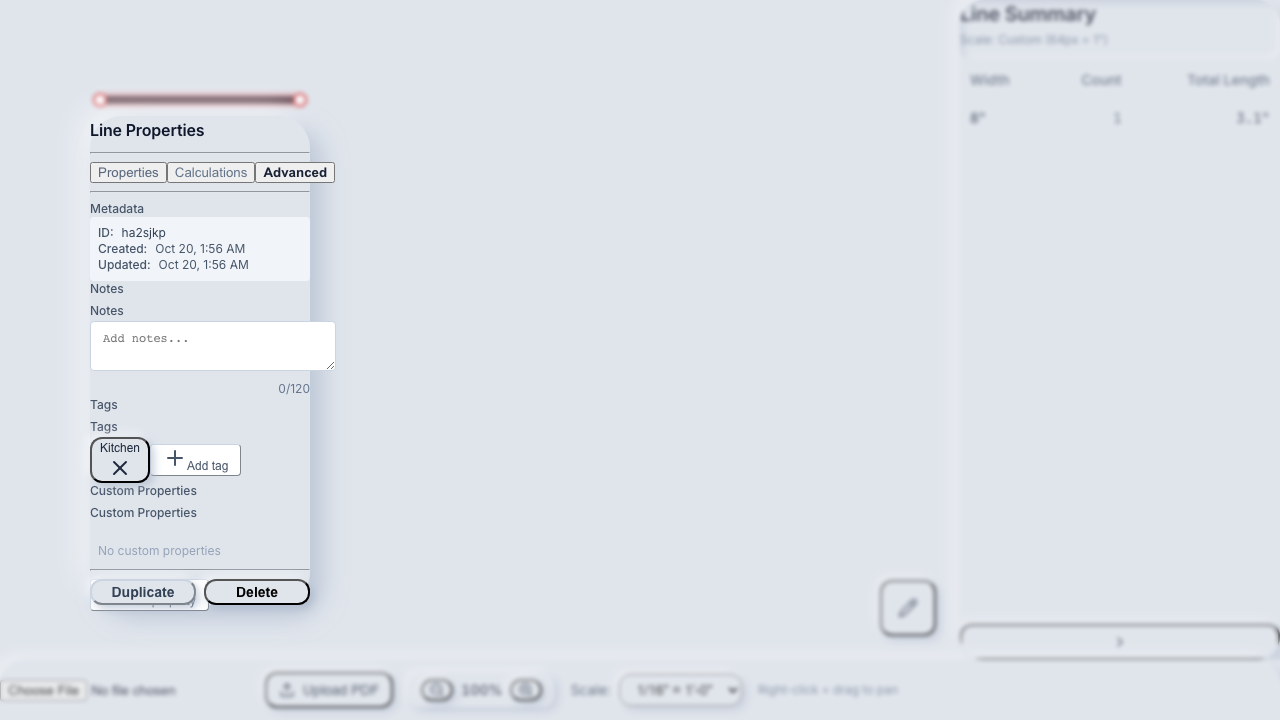 Line Summary
Scale: Custom (64px = 1")
Width Count Total Length
8" 1 3.1"
Line Properties
Properties Calculations Advanced
Metadata
ID: ha2sjkp
Created: Oct 20, 1:56 AM
Updated: Oct 20, 1:56 AM
Notes
Notes
Add notes...
0/120
Tags
Tags
Kitchen
Add tag
Custom Properties
Custom Properties
No custom properties
Duplicate Delete
Choose File No file chosen Upload PDF 100% Scale: 1/16" = 1'-0" Right-click + drag to pan